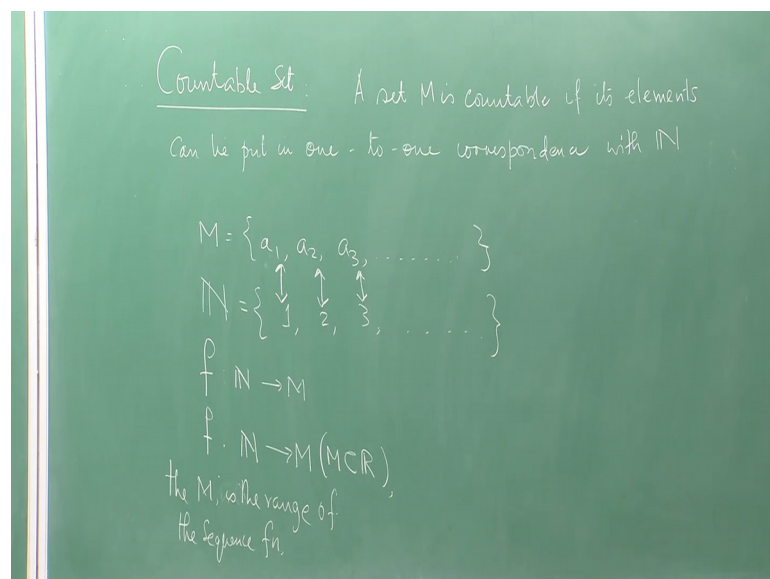 Countable Set : A set M is countable if its elements
can be put in one - to - one correspondence with ℕ
M = { a₁, a₂, a₃, ........ }
↕ ↕ ↕
ℕ = { 1, 2, 3, ...... }
f ℕ → M
f. ℕ → M (M⊂ℝ),
the M, is the range of
the sequence fn.